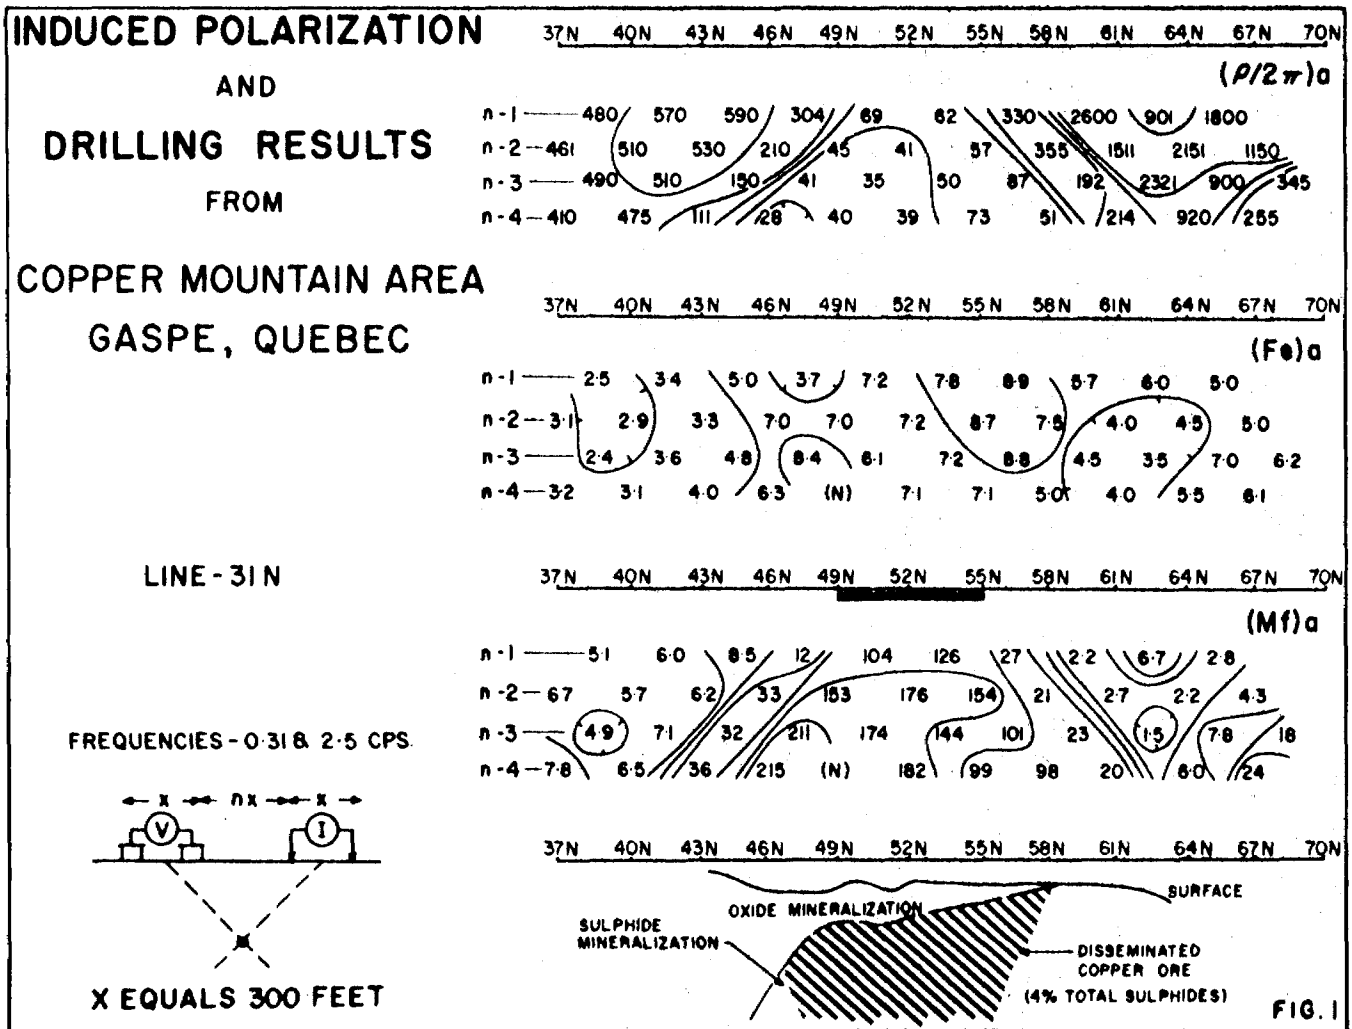 INDUCED POLARIZATION
AND
DRILLING RESULTS
FROM
COPPER MOUNTAIN AREA
GASPE, QUEBEC
LINE-31N
FREQUENCIES-0·31& 2·5 CPS.
x nx x
V I
X EQUALS 300 FEET
37N 40N 43N 46N 49N 52N 55N 58N 61N 64N 67N 70N
(ρ/2π)a
n-1 480 570 590 304 69 62 330 2600 901 1800
n-2 461 510 530 210 45 41 57 355 1511 2151 1150
n-3 490 510 150 41 35 50 87 192 2321 900 345
n-4 410 475 111 28 40 39 73 51 214 920 255
37N 40N 43N 46N 49N 52N 55N 58N 61N 64N 67N 70N
(Fe)a
n-1 2·5 3·4 5·0 3·7 7·2 7·8 8·9 5·7 6·0 5·0
n-2 3·1 2·9 3·3 7·0 7·0 7·2 8·7 7·5 4·0 4·5 5·0
n-3 2·4 3·6 4·8 8·4 6·1 7·2 8·8 4·5 3·5 7·0 6·2
n-4 3·2 3·1 4·0 6·3 (N) 7·1 7·1 5·0 4·0 5·5 6·1
37N 40N 43N 46N 49N 52N 55N 58N 61N 64N 67N 70N
(Mf)a
n-1 5·1 6·0 8·5 12 104 126 27 2·2 6·7 2·8
n-2 67 5·7 6·2 33 153 176 154 21 2·7 2·2 4·3
n-3 4·9 7·1 32 211 174 144 101 23 1·5 7·8 18
n-4 7·8 6·5 36 215 (N) 182 99 98 20 6·0 24
37N 40N 43N 46N 49N 52N 55N 58N 61N 64N 67N 70N
SURFACE
OXIDE MINERALIZATION
SULPHIDE
MINERALIZATION
DISSEMINATED
COPPER ORE
(4% TOTAL SULPHIDES)
FIG. 1